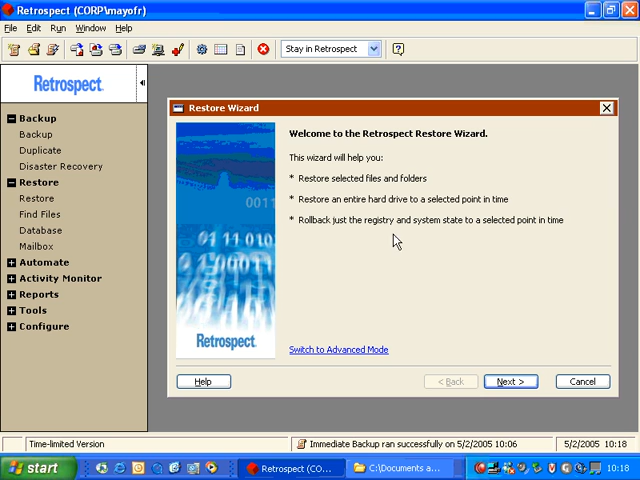 Retrospect (CORP\mayofr)
File Edit Run Window Help
Stay in Retrospect
Retrospect.
Backup
Backup
Duplicate
Disaster Recovery
Restore
Restore
Find Files
Database
Mailbox
Automate
Activity Monitor
Reports
Tools
Configure
Restore Wizard
Welcome to the Retrospect Restore Wizard.
This wizard will help you:
* Restore selected files and folders
* Restore an entire hard drive to a selected point in time
* Rollback just the registry and system state to a selected point in time
0011
01 11 010
Retrospect.
Switch to Advanced Mode
Help
< Back
Next >
Cancel
Time-limited Version
Immediate Backup ran successfully on 5/2/2005 10:06
5/2/2005 10:18
start
Retrospect (CO...
C:\Documents a...
10:18